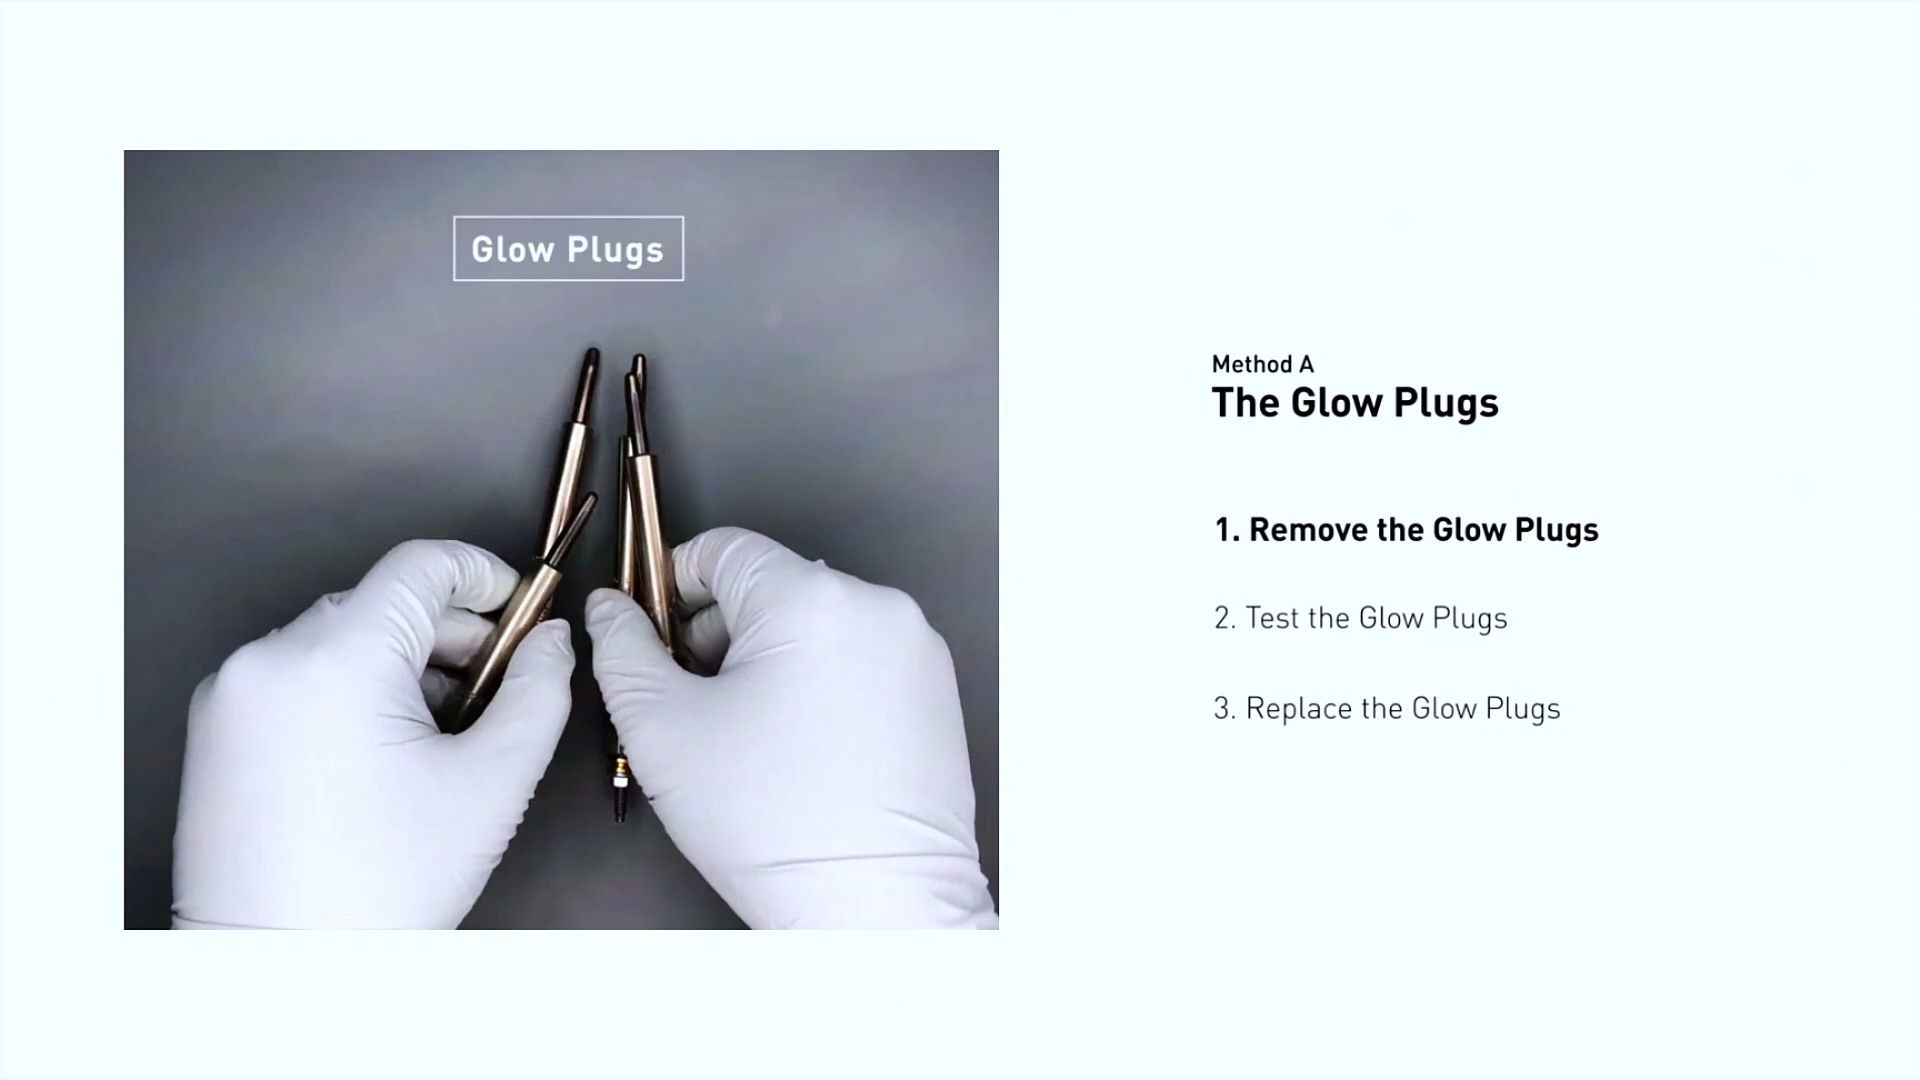 Glow Plugs
Method A
The Glow Plugs
1. Remove the Glow Plugs
2. Test the Glow Plugs
3. Replace the Glow Plugs